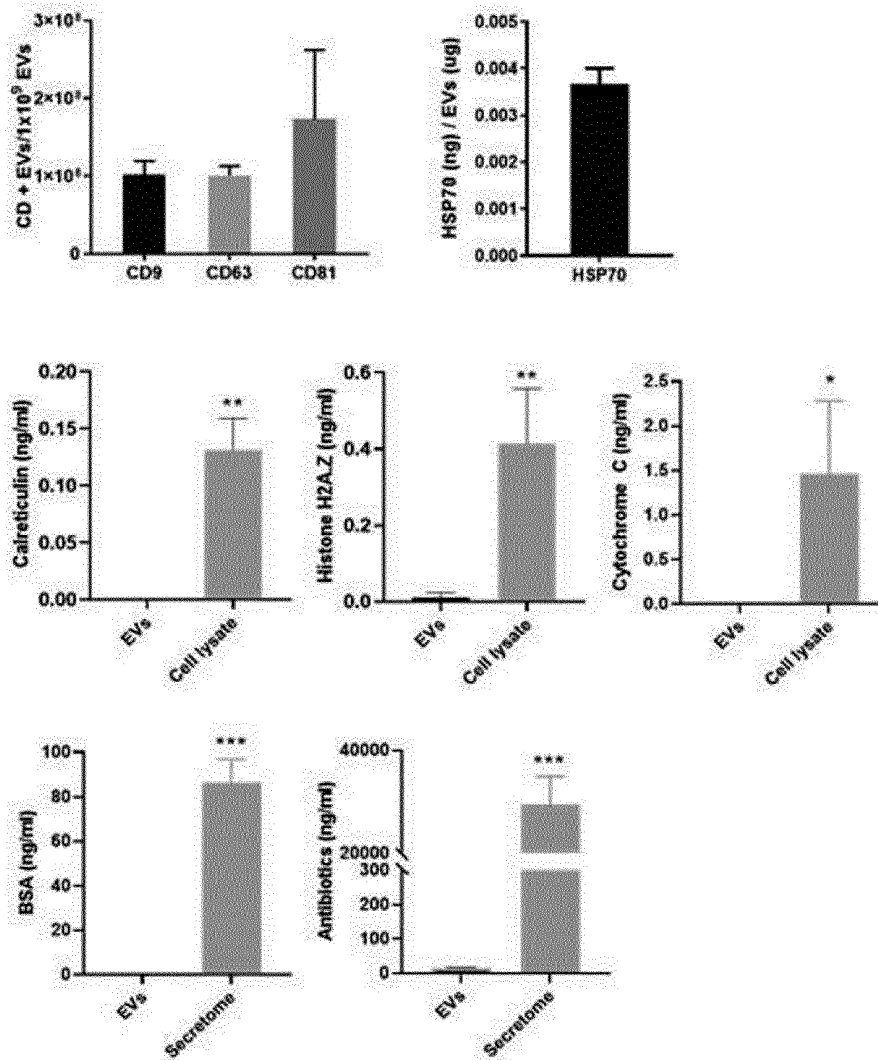 CD + EVs/1x10⁹ EVs
3×10⁸
2×10⁸
1×10⁸
0
CD9 CD63 CD81
HSP70 (ng) / EVs (ug)
0.005
0.004
0.003
0.002
0.001
0.000
HSP70
Calreticulin (ng/ml)
0.20
0.15
0.10
0.05
0.00
**
EVs
Cell lysate
Histone H2A.Z (ng/ml)
0.6
0.4
0.2
0.0
**
EVs
Cell lysate
Cytochrome C (ng/ml)
2.5
2.0
1.5
1.0
0.5
0.0
*
EVs
Cell lysate
BSA (ng/ml)
100
80
60
40
20
0
***
EVs
Secretome
Antibiotics (ng/ml)
40000
20000
300
200
100
0
***
EVs
Secretome